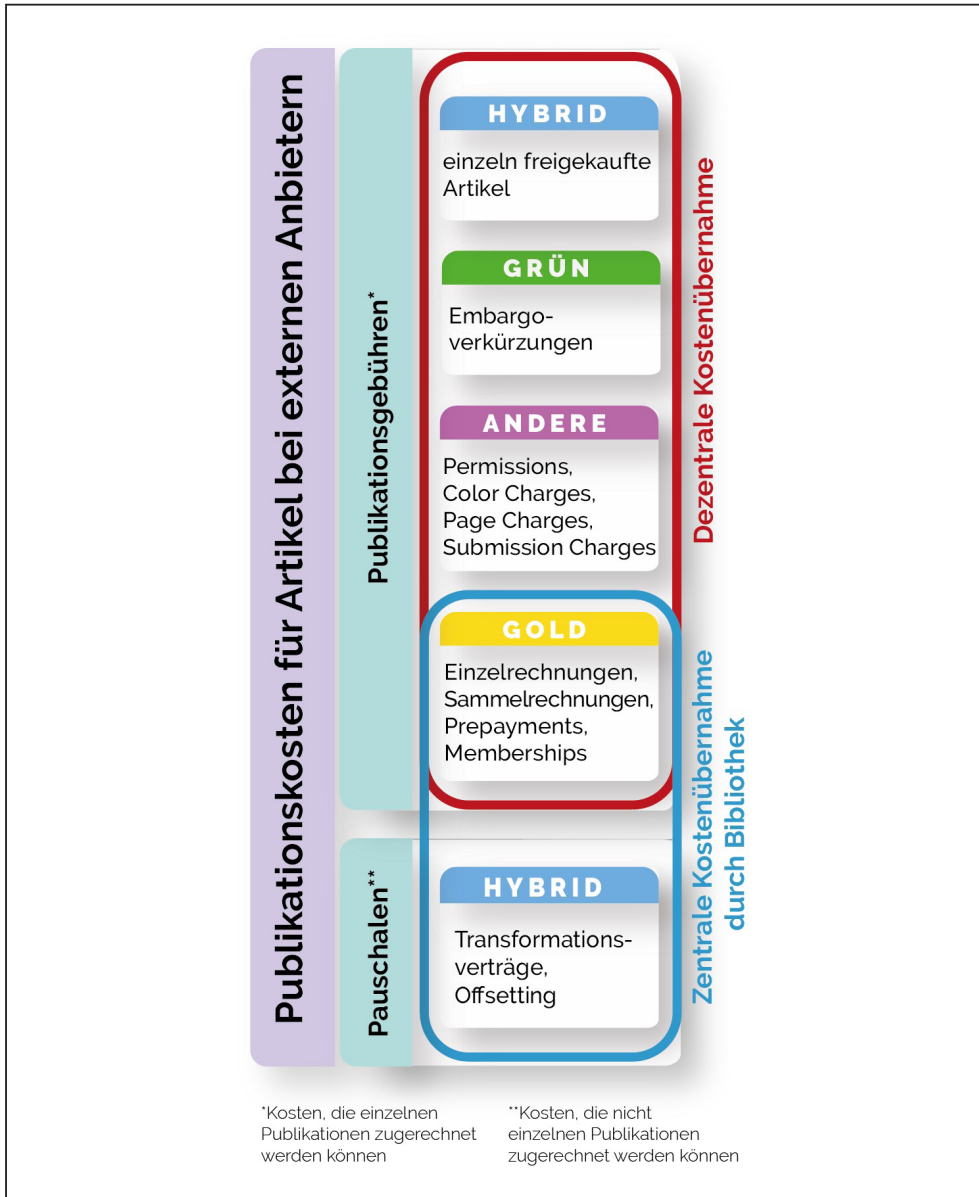 Publikationskosten für Artikel bei externen Anbietern
Publikationsgebühren*
HYBRID
einzeln freigekaufte
Artikel
GRÜN
Embargo-
verkürzungen
ANDERE
Permissions,
Color Charges,
Page Charges,
Submission Charges
GOLD
Einzelrechnungen,
Sammelrechnungen,
Prepayments,
Memberships
Dezentrale Kostenübernahme
Pauschalen**
HYBRID
Transformations-
verträge,
Offsetting
Zentrale Kostenübernahme
durch Bibliothek
*Kosten, die einzelnen
Publikationen zugerechnet
werden können
**Kosten, die nicht
einzelnen Publikationen
zugerechnet werden können